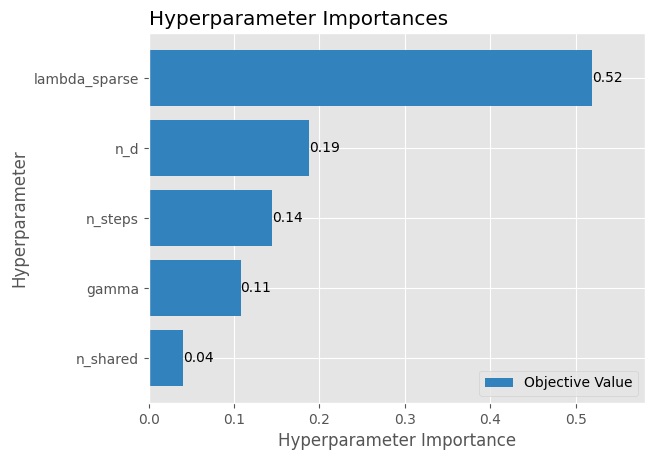 Hyperparameter Importances
Hyperparameter
lambda_sparse
0.52
n_d
0.19
n_steps
0.14
gamma
0.11
n_shared
0.04
Objective Value
0.0 0.1 0.2 0.3 0.4 0.5
Hyperparameter Importance